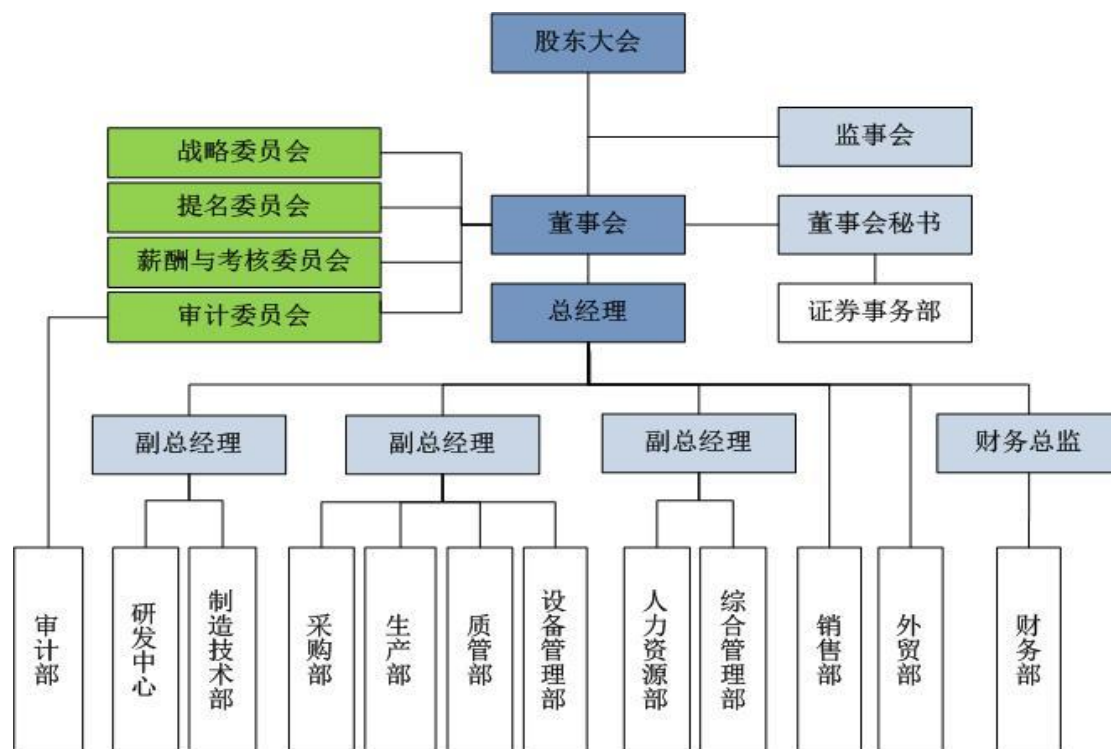 股东大会
监事会
战略委员会
提名委员会
董事会
董事会秘书
薪酬与考核委员会
审计委员会
总经理
证券事务部
副总经理
副总经理
副总经理
财务总监
审计部
研发中心
制造技术部
采购部
生产部
质管部
设备管理部
人力资源部
综合管理部
销售部
外贸部
财务部